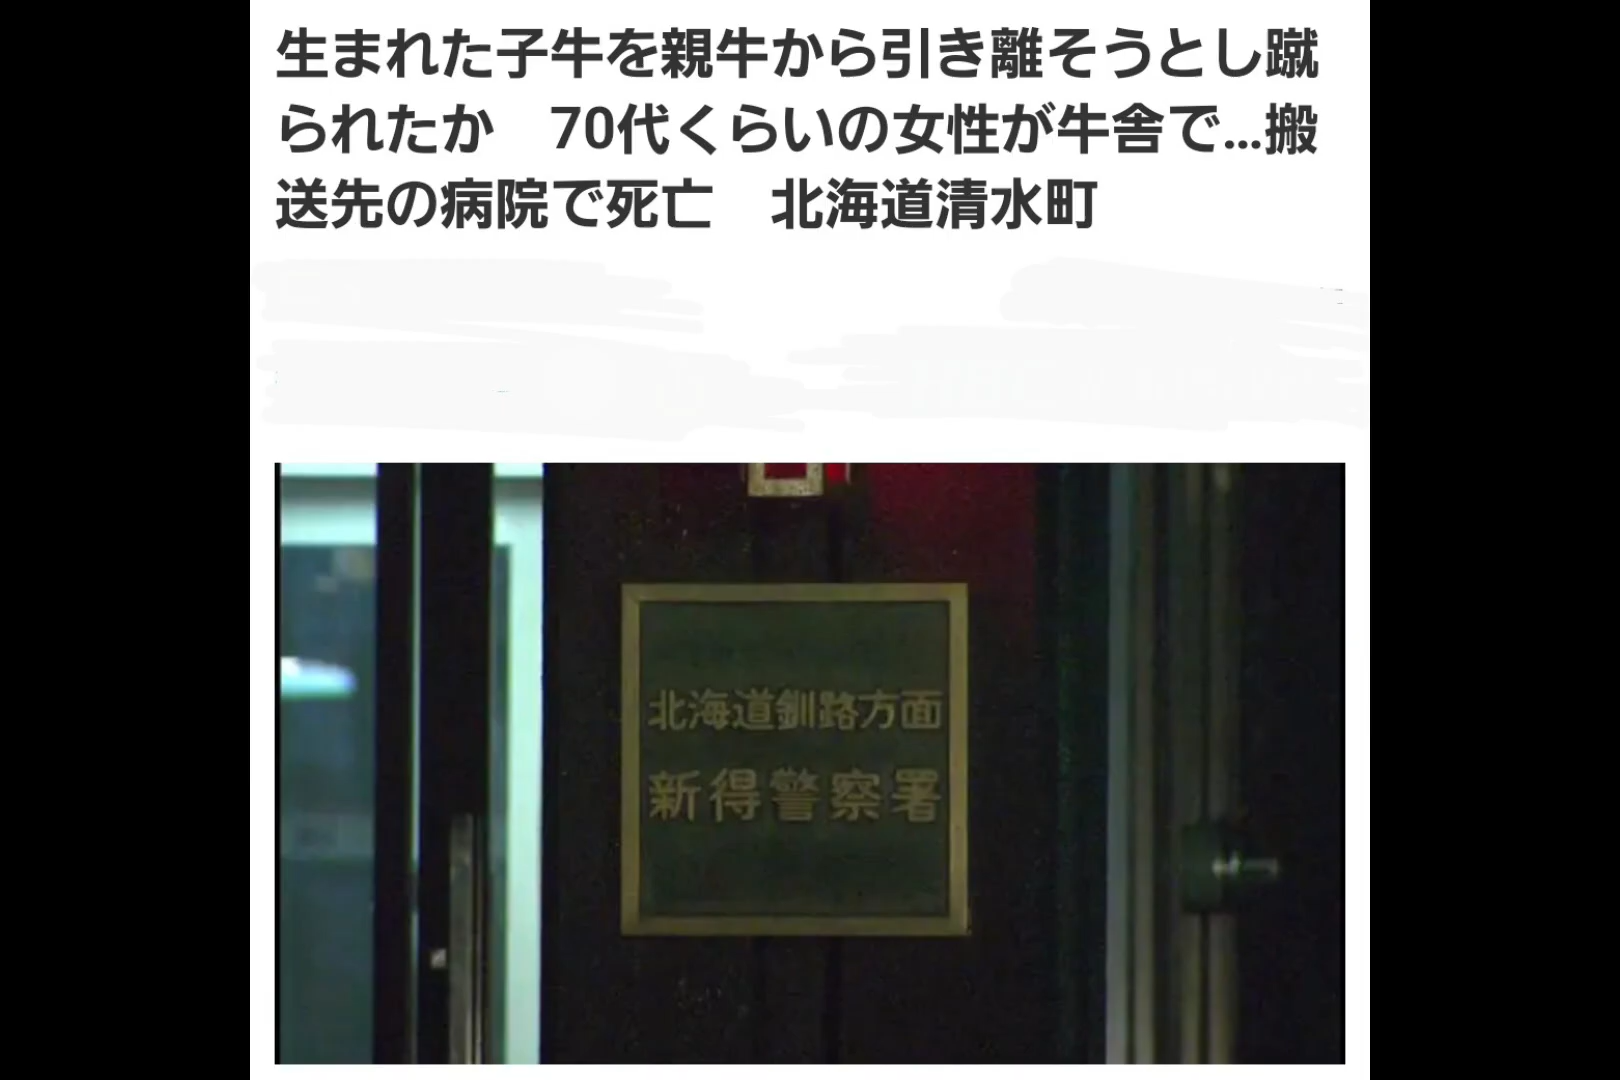 生まれた子牛を親牛から引き離そうとし蹴
られたか　70代くらいの女性が牛舎で...搬
送先の病院で死亡　北海道清水町
北海道釧路方面
新得警察署